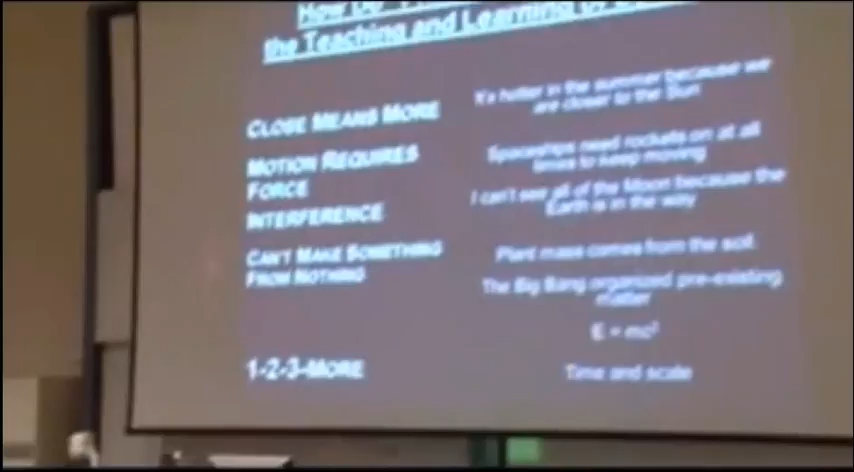 How Do
the Teaching and Learning of
CLOSE MEANS MORE
It's hotter in the summer because we
are closer to the Sun
MOTION REQUIRES
FORCE
Spaceships need rockets on at all
times to keep moving
INTERFERENCE
I can't see all of the Moon because the
Earth is in the way
CAN'T MAKE SOMETHING
FROM NOTHING
Plant mass comes from the soil.
The Big Bang organized pre-existing
matter
E = mc²
1-2-3-MORE
Time and scale